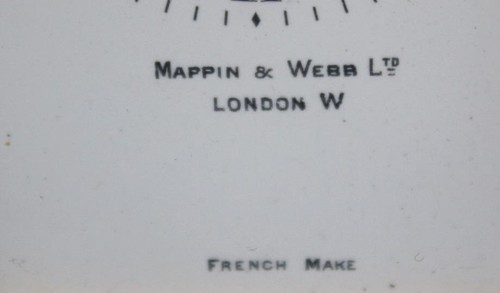 MAPPIN & WEBB LTD
LONDON W
FRENCH MAKE